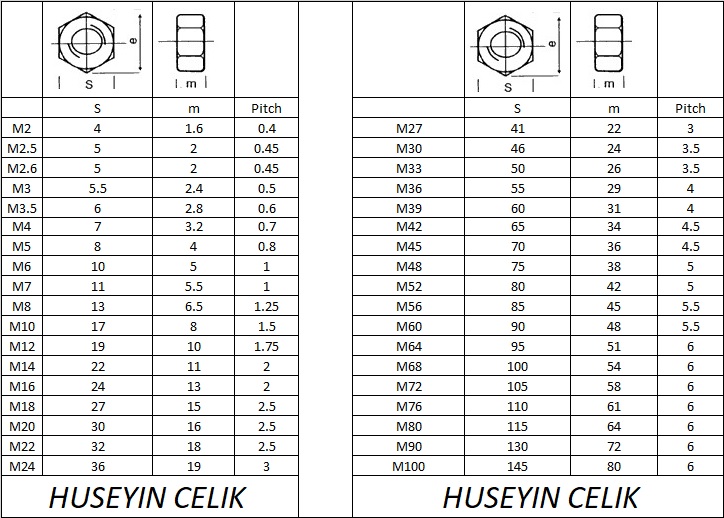 e
S
m
S m Pitch
M2 4 1.6 0.4
M2.5 5 2 0.45
M2.6 5 2 0.45
M3 5.5 2.4 0.5
M3.5 6 2.8 0.6
M4 7 3.2 0.7
M5 8 4 0.8
M6 10 5 1
M7 11 5.5 1
M8 13 6.5 1.25
M10 17 8 1.5
M12 19 10 1.75
M14 22 11 2
M16 24 13 2
M18 27 15 2.5
M20 30 16 2.5
M22 32 18 2.5
M24 36 19 3
HUSEYIN CELIK
e
S
m
S m Pitch
M27 41 22 3
M30 46 24 3.5
M33 50 26 3.5
M36 55 29 4
M39 60 31 4
M42 65 34 4.5
M45 70 36 4.5
M48 75 38 5
M52 80 42 5
M56 85 45 5.5
M60 90 48 5.5
M64 95 51 6
M68 100 54 6
M72 105 58 6
M76 110 61 6
M80 115 64 6
M90 130 72 6
M100 145 80 6
HUSEYIN CELIK